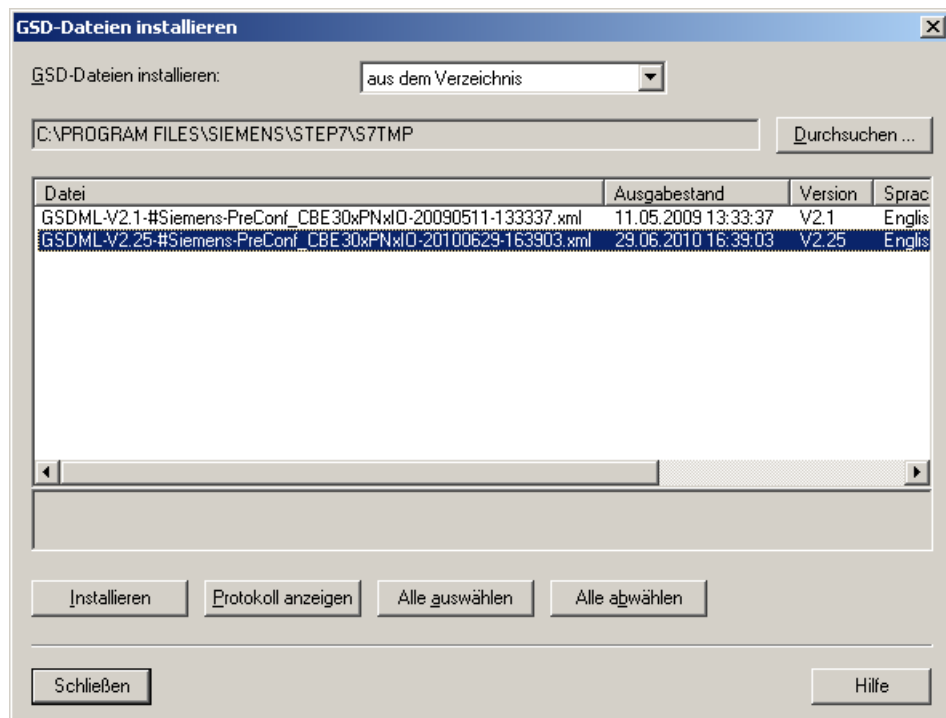 GSD-Dateien installieren
GSD-Dateien installieren: aus dem Verzeichnis
C:\PROGRAM FILES\SIEMENS\STEP7\S7TMP Durchsuchen ...
Datei Ausgabestand Version Sprac
GSDML-V2.1-#Siemens-PreConf_CBE30xPNxIO-20090511-133337.xml 11.05.2009 13:33:37 V2.1 Englis
GSDML-V2.25-#Siemens-PreConf_CBE30xPNxIO-20100629-163903.xml 29.06.2010 16:39:03 V2.25 Englis
Installieren Protokoll anzeigen Alle auswählen Alle abwählen
Schließen Hilfe